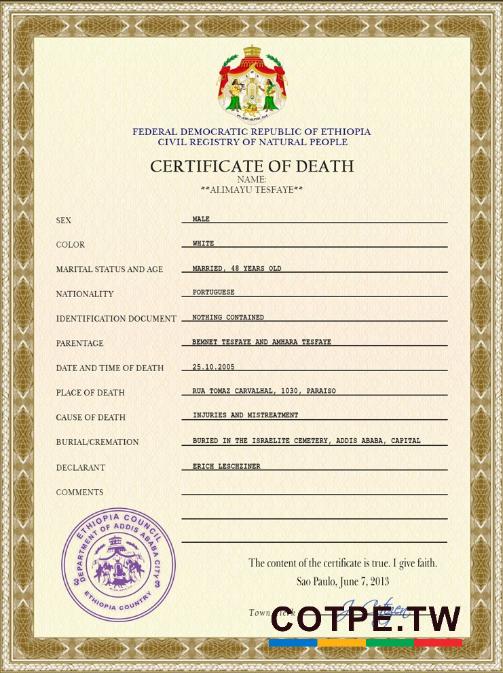 FEDERAL DEMOCRATIC REPUBLIC OF ETHIOPIA
CIVIL REGISTRY OF NATURAL PEOPLE
CERTIFICATE OF DEATH
NAME:
**ALIMAYU TESFAYE**
SEX MALE
COLOR WHITE
MARITAL STATUS AND AGE MARRIED, 48 YEARS OLD
NATIONALITY PORTUGUESE
IDENTIFICATION DOCUMENT NOTHING CONTAINED
PARENTAGE BEMNET TESFAYE AND AMHARA TESFAYE
DATE AND TIME OF DEATH 25.10.2005
PLACE OF DEATH RUA TOMAZ CARVALHAL, 1030, PARAISO
CAUSE OF DEATH INJURIES AND MISTREATMENT
BURIAL/CREMATION BURIED IN THE ISRAELITE CEMETERY, ADDIS ABABA, CAPITAL
DECLARANT ERICH LESCHZINER
COMMENTS
ETHIOPIA COUNCIL
DEPARTMENT OF ADDIS ABABA CITY
3 3
ETHIOPIA COUNTRY
The content of the certificate is true. I give faith.
Sao Paulo, June 7, 2013
Town
COTPE.TW